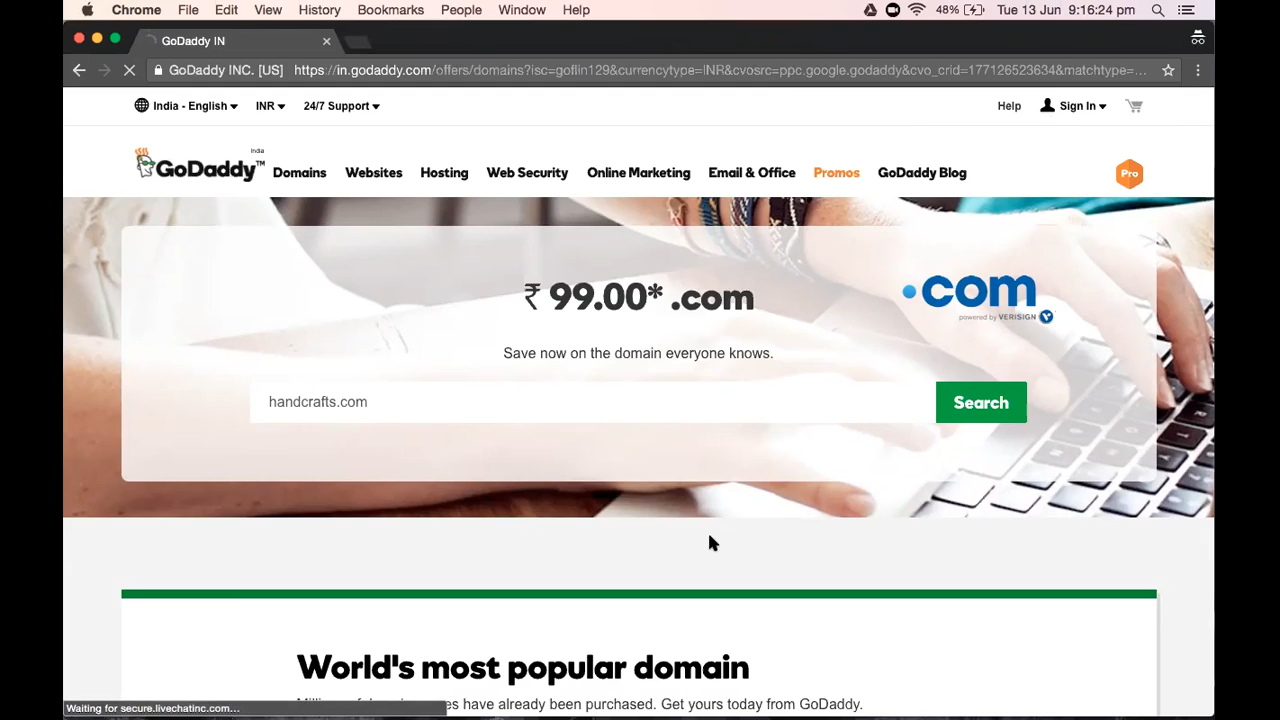 Chrome File Edit View History Bookmarks People Window Help 48% Tue 13 Jun 9:16:24 pm
GoDaddy IN
GoDaddy INC. [US] https://in.godaddy.com/offers/domains?isc=goflin129&currencytype=INR&cvosrc=ppc.google.godaddy&cvo_crid=177126523634&matchtype=...
India - English INR 24/7 Support Help Sign In
India
GoDaddy™ Domains Websites Hosting Web Security Online Marketing Email & Office Promos GoDaddy Blog Pro
₹ 99.00* .com
.com
powered by VERISIGN
Save now on the domain everyone knows.
handcrafts.com Search
World's most popular domain
have already been purchased. Get yours today from GoDaddy.
Waiting for secure.livechatinc.com...